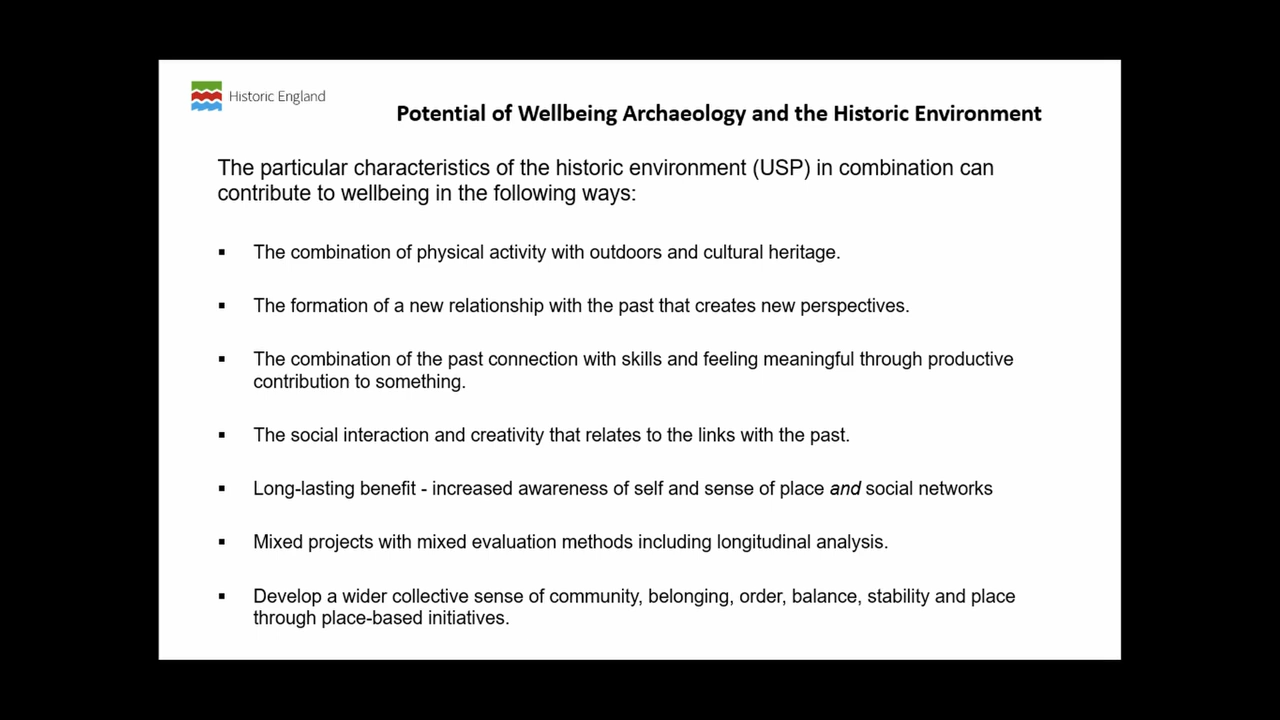 Historic England
Potential of Wellbeing Archaeology and the Historic Environment
The particular characteristics of the historic environment (USP) in combination can
contribute to wellbeing in the following ways:
▪ The combination of physical activity with outdoors and cultural heritage.
▪ The formation of a new relationship with the past that creates new perspectives.
▪ The combination of the past connection with skills and feeling meaningful through productive
contribution to something.
▪ The social interaction and creativity that relates to the links with the past.
▪ Long-lasting benefit - increased awareness of self and sense of place and social networks
▪ Mixed projects with mixed evaluation methods including longitudinal analysis.
▪ Develop a wider collective sense of community, belonging, order, balance, stability and place
through place-based initiatives.